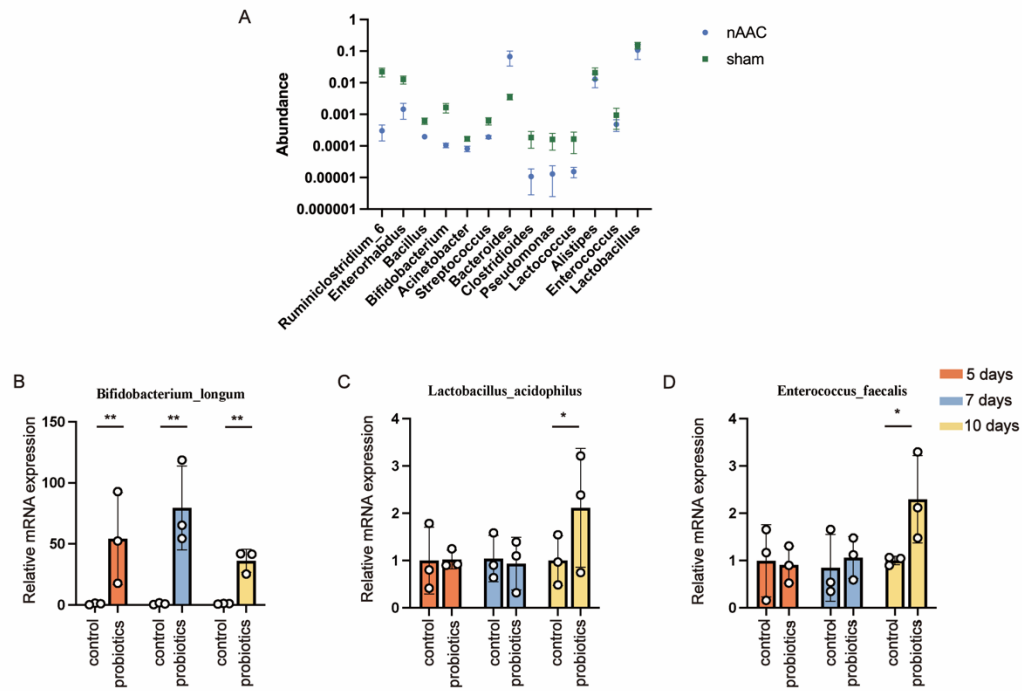 A
nAAC
sham
Abundance
1
0.1
0.01
0.001
0.0001
0.00001
0.000001
Ruminiclostridium_6
Enterorhabdus
Bacillus
Bifidobacterium
Acinetobacter
Streptococcus
Bacteroides
Clostridioides
Pseudomonas
Lactococcus
Alistipes
Enterococcus
Lactobacillus
B
Bifidobacterium_longum
Relative mRNA expression
150
100
50
0
** ** **
control
probiotics
control
probiotics
control
probiotics
C
Lactobacillus_acidophilus
Relative mRNA expression
4
3
2
1
0
*
control
probiotics
control
probiotics
control
probiotics
D
Enterococcus_faecalis
Relative mRNA expression
4
3
2
1
0
*
control
probiotics
control
probiotics
control
probiotics
5 days
7 days
10 days